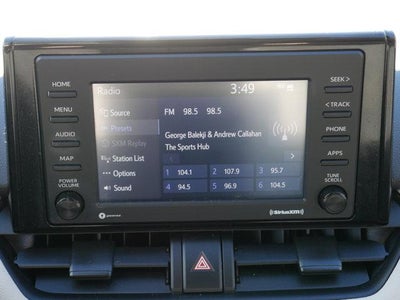 Radio 3:49
HOME
MENU
AUDIO
MAP
POWER
VOLUME
Source
Presets
SXM Replay
Station List
Options
Sound
FM 98.5 98.5
George Balekji & Andrew Callahan
The Sports Hub
1 104.1 2 107.9 3 95.7
4 94.5 5 96.9 6 104.5
SEEK >
< TRACK
PHONE
APPS
TUNE
SCROLL
SiriusXM